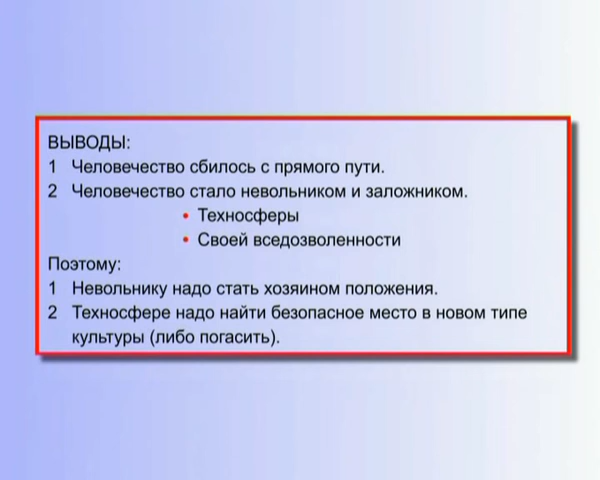 ВЫВОДЫ:
1 Человечество сбилось с прямого пути.
2 Человечество стало невольником и заложником.
• Техносферы
• Своей вседозволенности
Поэтому:
1 Невольнику надо стать хозяином положения.
2 Техносфере надо найти безопасное место в новом типе
культуры (либо погасить).